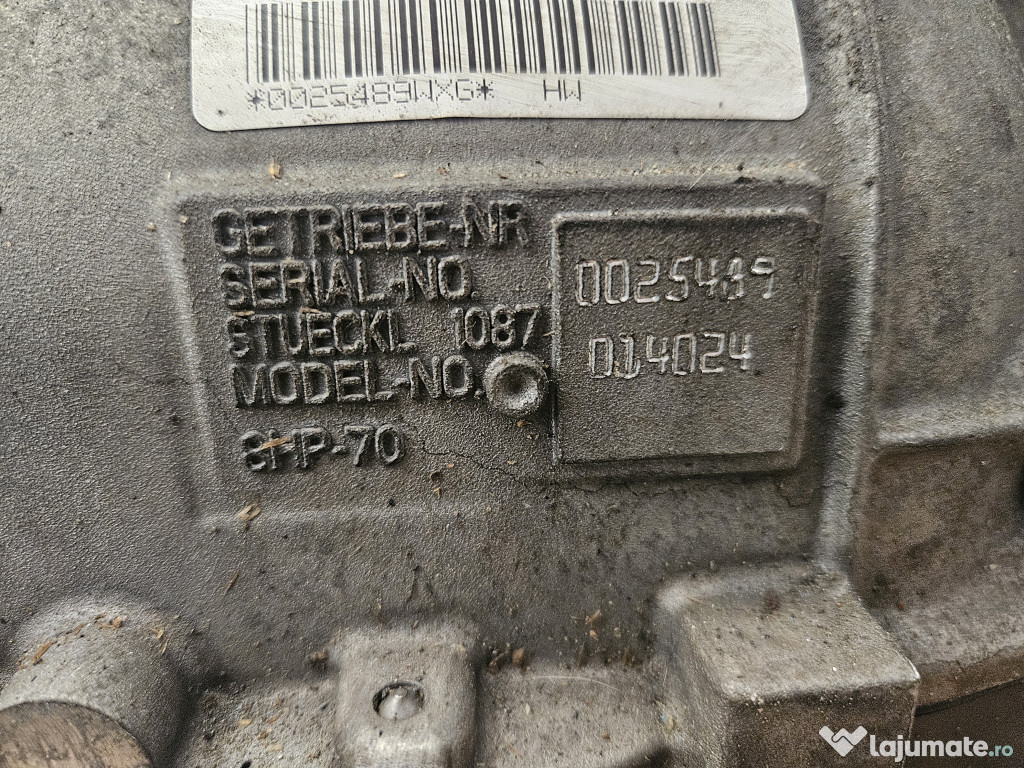 *0025489WXG* HW
GETRIEBE-NR
SERIAL-NO.
STUECKL 1087
MODEL-NO.
8HP-70
0025489
014024
lajumate.ro